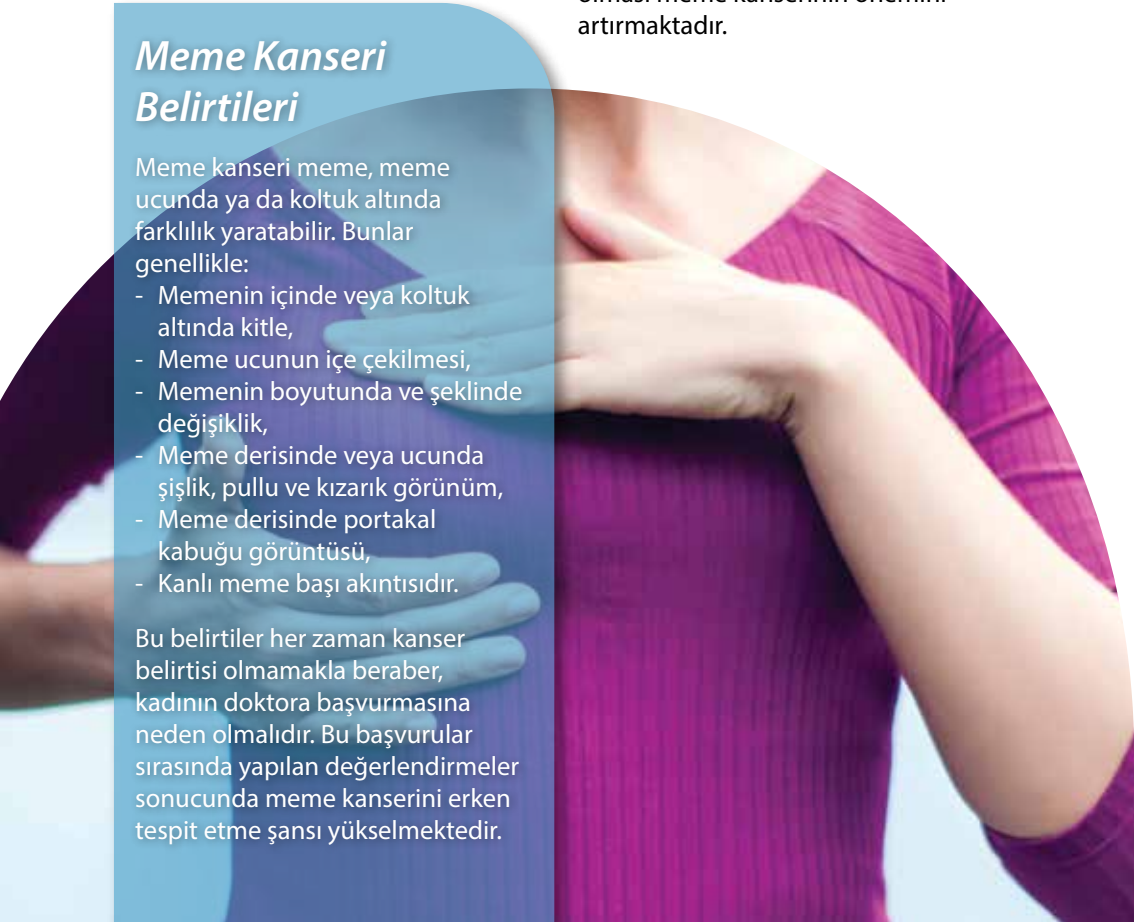 artırmaktadır.
Meme Kanseri
Belirtileri
Meme kanseri meme, meme
ucunda ya da koltuk altında
farklılık yaratabilir. Bunlar
genellikle:
- Memenin içinde veya koltuk
altında kitle,
- Meme ucunun içe çekilmesi,
- Memenin boyutunda ve şeklinde
değişiklik,
- Meme derisinde veya ucunda
şişlik, pullu ve kızarık görünüm,
- Meme derisinde portakal
kabuğu görüntüsü,
- Kanlı meme başı akıntısıdır.
Bu belirtiler her zaman kanser
belirtisi olmamakla beraber,
kadının doktora başvurmasına
neden olmalıdır. Bu başvurular
sırasında yapılan değerlendirmeler
sonucunda meme kanserini erken
tespit etme şansı yükselmektedir.